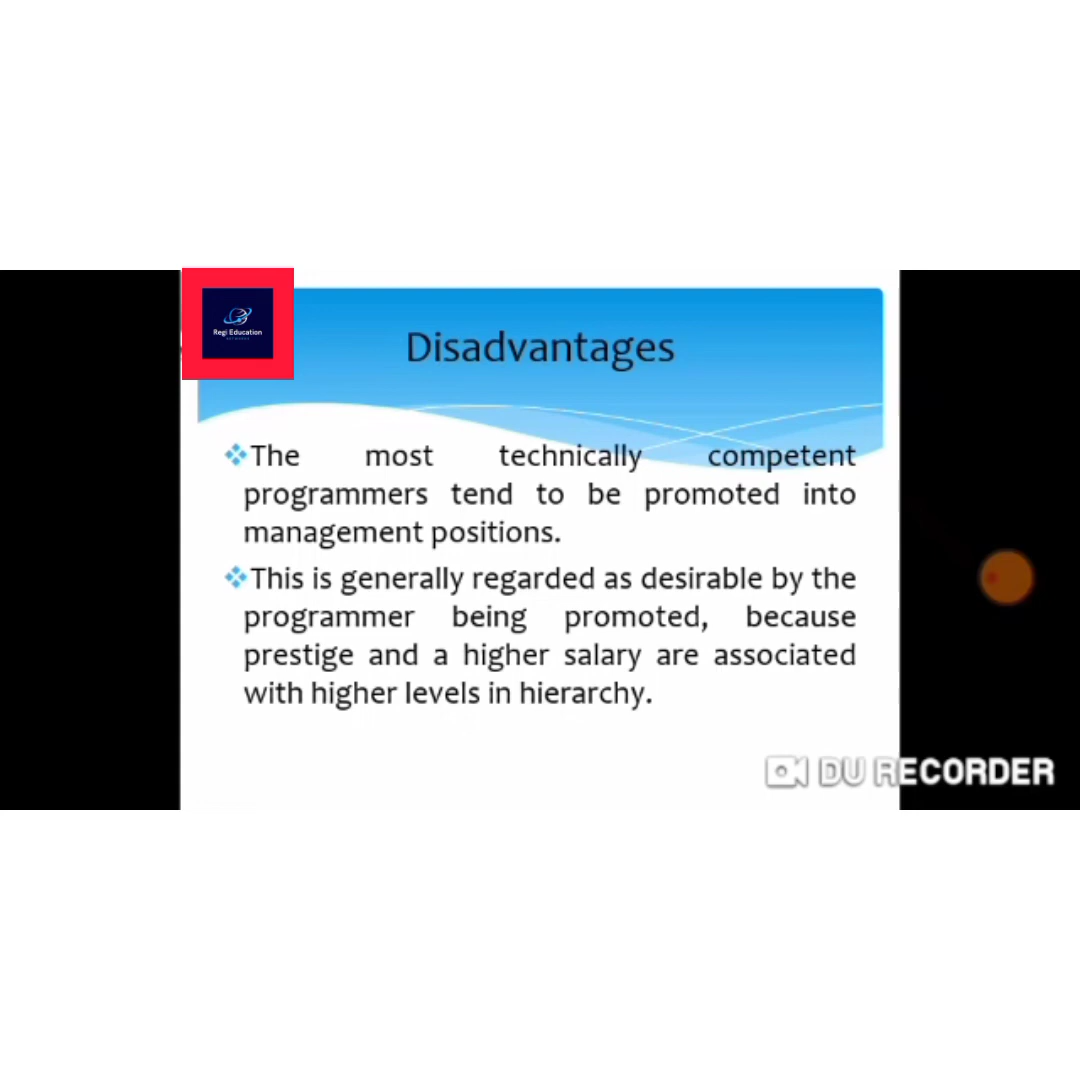 Regi Education
NETWORKS
Disadvantages
The most technically competent
programmers tend to be promoted into
management positions.
This is generally regarded as desirable by the
programmer being promoted, because
prestige and a higher salary are associated
with higher levels in hierarchy.
DU RECORDER